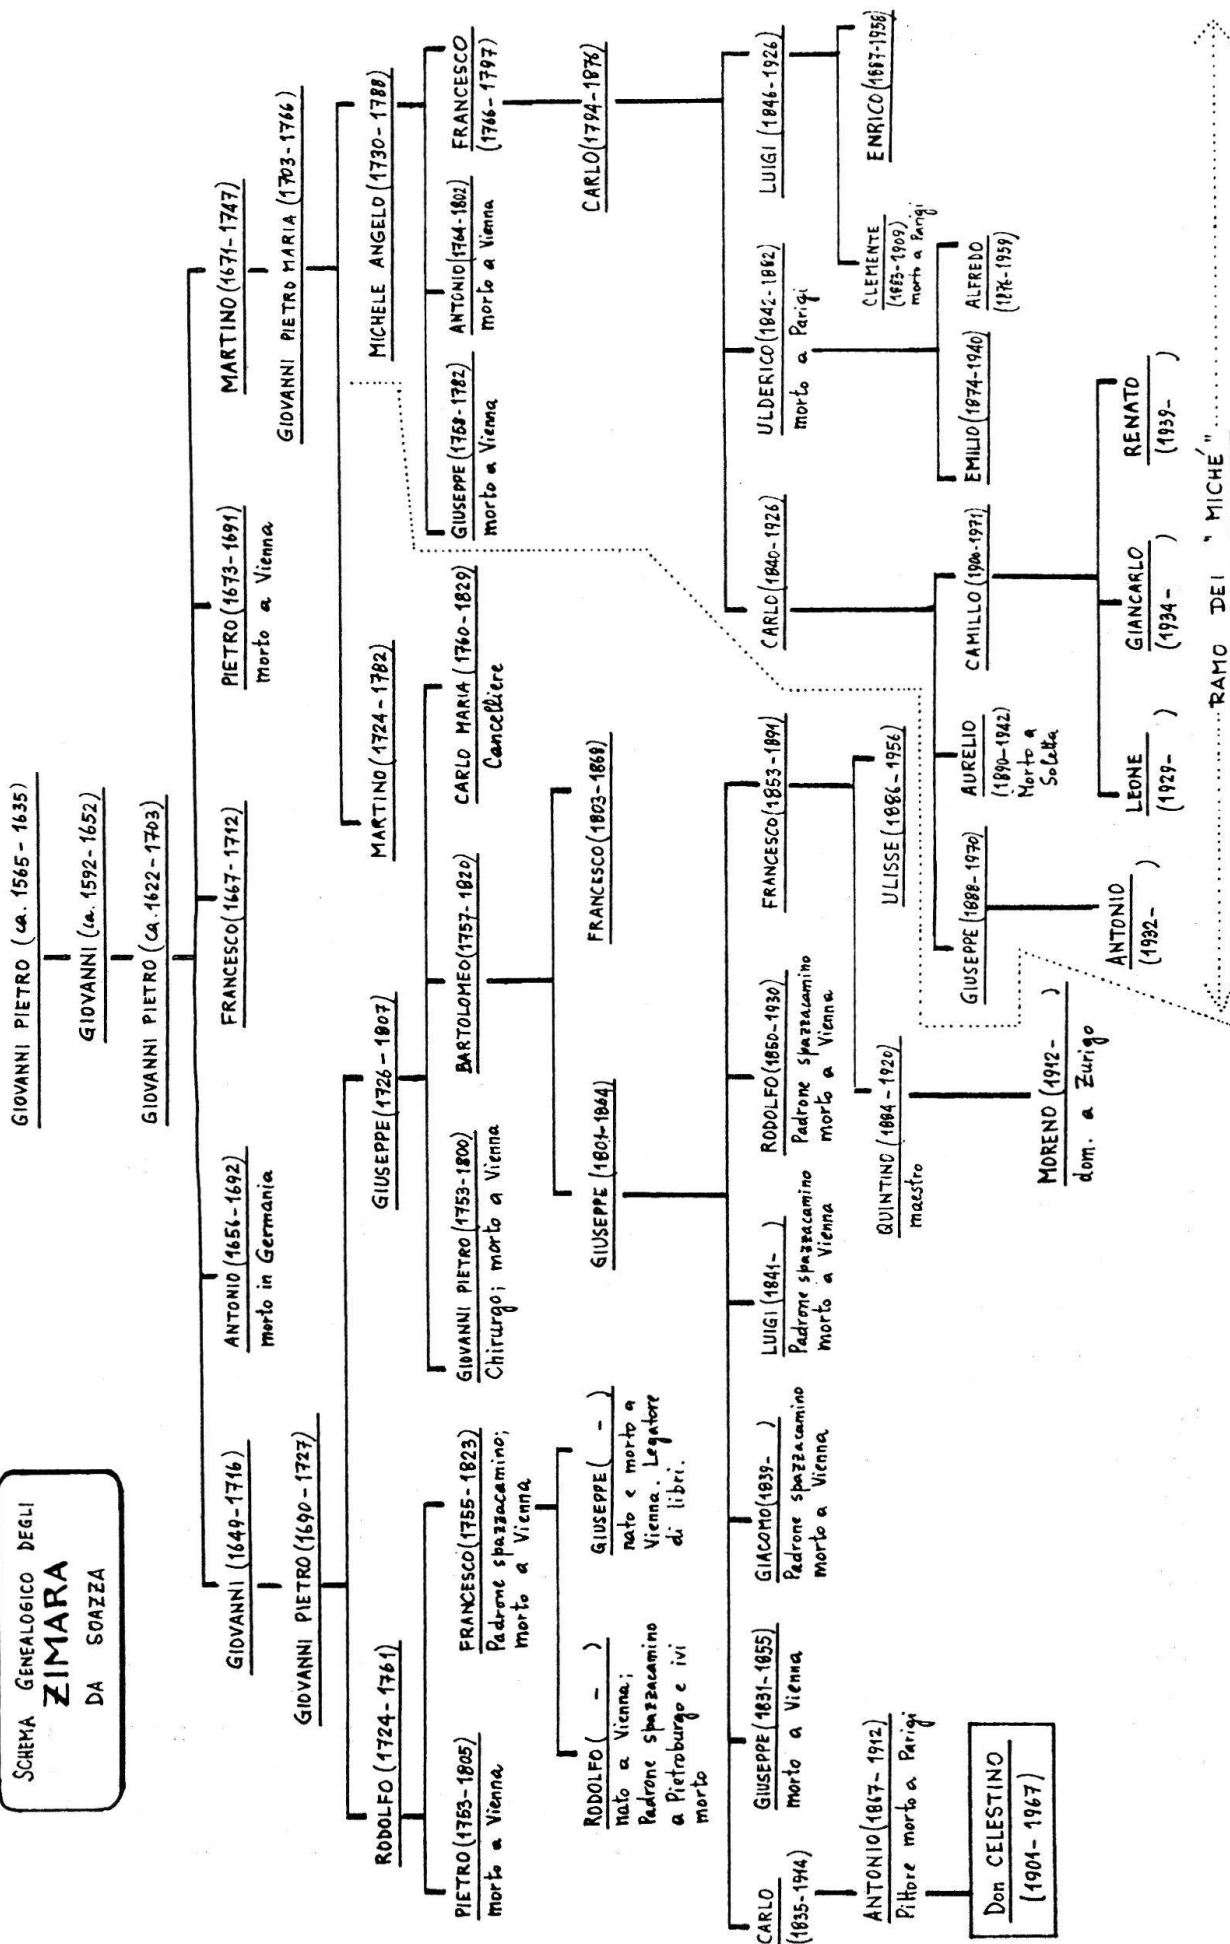 SCHEMA GENEALOGICO DEGLI
ZIMARA
DA SOAZZA
GIOVANNI PIETRO (ca. 1565-1635)
GIOVANNI (ca. 1592-1652)
GIOVANNI PIETRO (ca. 1622-1703)
GIOVANNI (1649-1716)
ANTONIO (1656-1692)
morto in Germania
FRANCESCO (1667-1712)
PIETRO (1673-1691)
morto a Vienna
MARTINO (1671-1747)
GIOVANNI PIETRO (1690-1727)
GIOVANNI PIETRO MARIA (1703-1766)
RODOLFO (1724-1761)
GIUSEPPE (1726-1807)
MARTINO (1724-1782)
MICHELE ANGELO (1730-1788)
PIETRO (1753-1805)
morto a Vienna
FRANCESCO (1755-1823)
Padrone spazzacamino;
morto a Vienna
GIOVANNI PIETRO (1753-1800)
Chirurgo; morto a Vienna
BARTOLOMEO (1757-1820)
CARLO MARIA (1760-1829)
Cancelliere
GIUSEPPE (1758-1782)
morto a Vienna
ANTONIO (1764-1802)
morto a Vienna
FRANCESCO
(1766-1797)
RODOLFO ( - )
nato a Vienna;
Padrone spazzacamino
a Pietroburgo e ivi
morto
GIUSEPPE ( - )
nato e morto a
Vienna. Legatore
di libri.
GIUSEPPE (1801-1864)
FRANCESCO (1803-1868)
CARLO (1794-1876)
CARLO
(1835-1914)
GIUSEPPE (1831-1855)
morto a Vienna
GIACOMO (1839- )
Padrone spazzacamino
morto a Vienna
LUIGI (1841- )
Padrone spazzacamino
morto a Vienna
RODOLFO (1850-1930)
Padrone spazzacamino
morto a Vienna
FRANCESCO (1853-1891)
CARLO (1840-1926)
ULDERICO (1842-1882)
morto a Parigi
LUIGI (1846-1926)
ANTONIO (1867-1912)
Pittore morto a Parigi
QUINTINO (1884-1920)
maestro
ULISSE (1886-1956)
CLEMENTE
(1883-1909)
morto a Parigi
ENRICO (1887-1958)
Don CELESTINO
(1901-1967)
GIUSEPPE (1888-1970)
AURELIO
(1890-1942)
Morto a
Soletta
CAMILLO (1900-1971)
EMILIO (1874-1940)
ALFREDO
(1876-1959)
MORENO (1912- )
dom. a Zurigo
ANTONIO
(1932- )
LEONE
(1929- )
GIANCARLO
(1934- )
RENATO
(1939- )
RAMO DEI "MICHÉ"